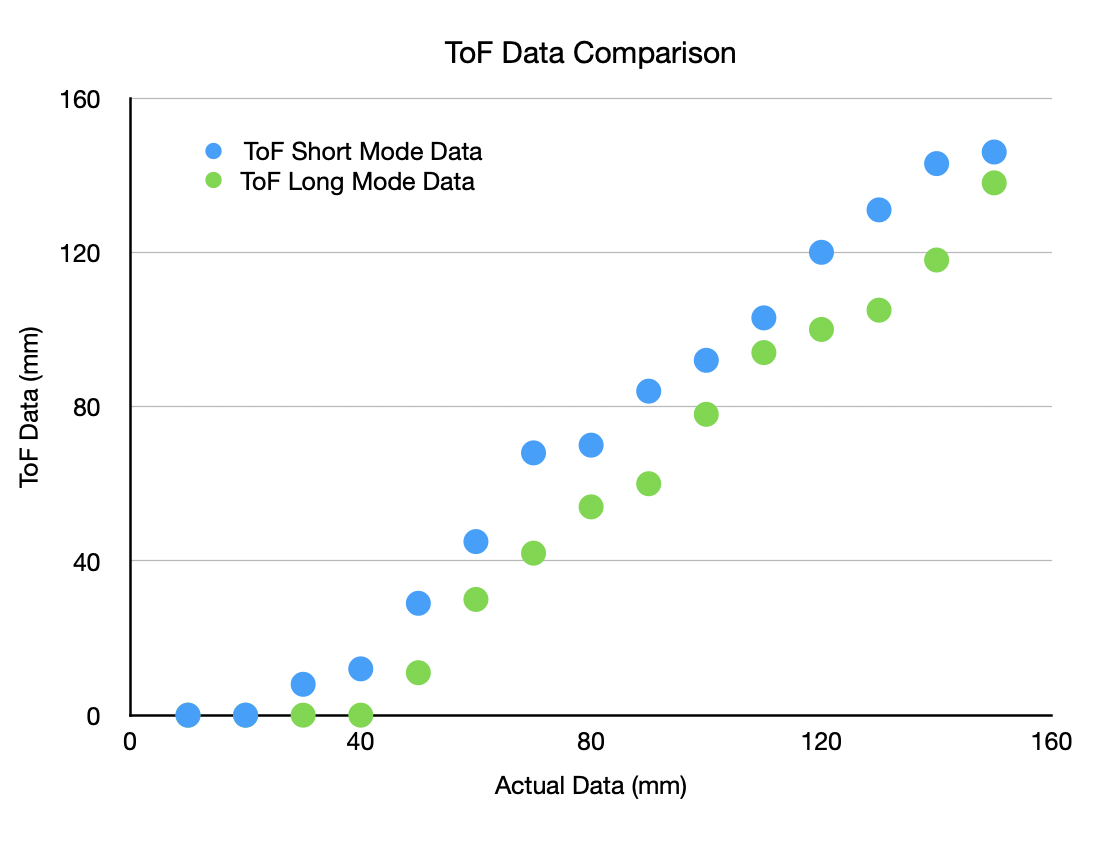 ToF Data Comparison
160
ToF Short Mode Data
ToF Long Mode Data
120
80
40
0
ToF Data (mm)
0 40 80 120 160
Actual Data (mm)